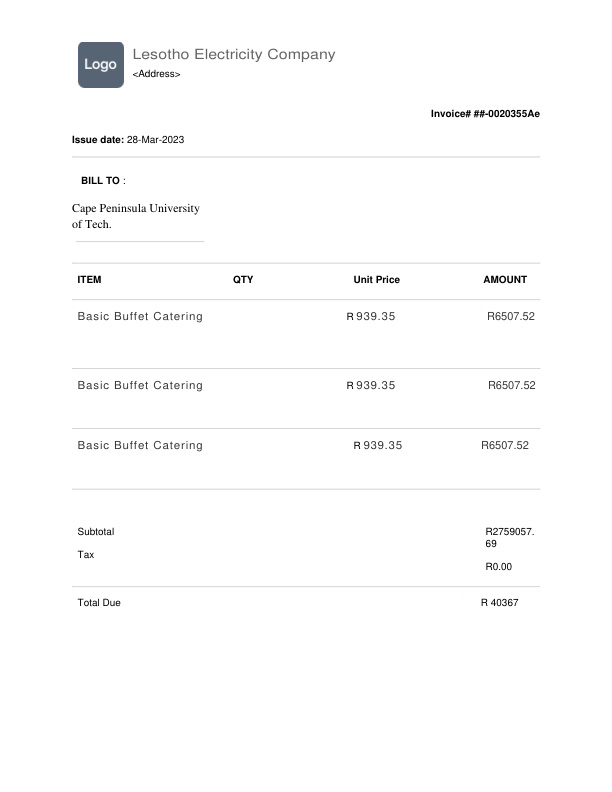 Logo
Lesotho Electricity Company
<Address>
Invoice# ##-0020355Ae
Issue date: 28-Mar-2023
BILL TO :
Cape Peninsula University
of Tech.
ITEM QTY Unit Price AMOUNT
Basic Buffet Catering R 939.35 R6507.52
Basic Buffet Catering R 939.35 R6507.52
Basic Buffet Catering R 939.35 R6507.52
Subtotal R2759057.
69
Tax
R0.00
Total Due R 40367